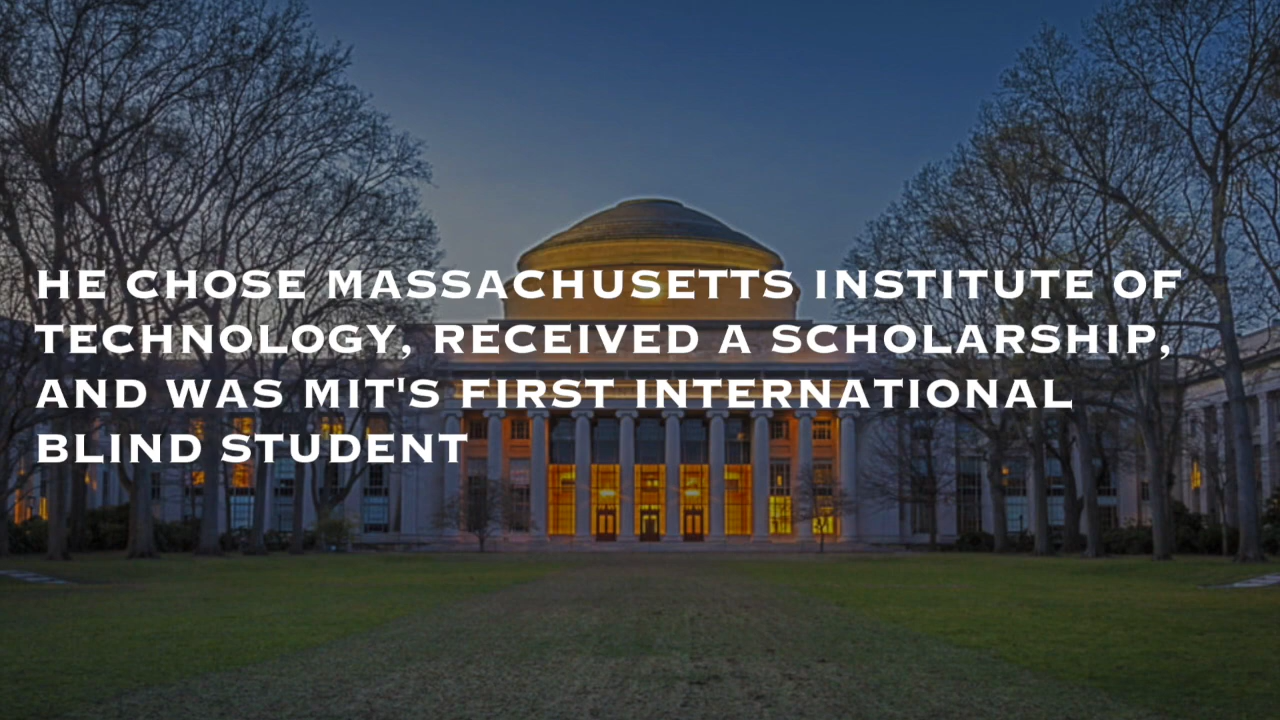 HE CHOSE MASSACHUSETTS INSTITUTE OF
TECHNOLOGY, RECEIVED A SCHOLARSHIP,
AND WAS MIT'S FIRST INTERNATIONAL
BLIND STUDENT